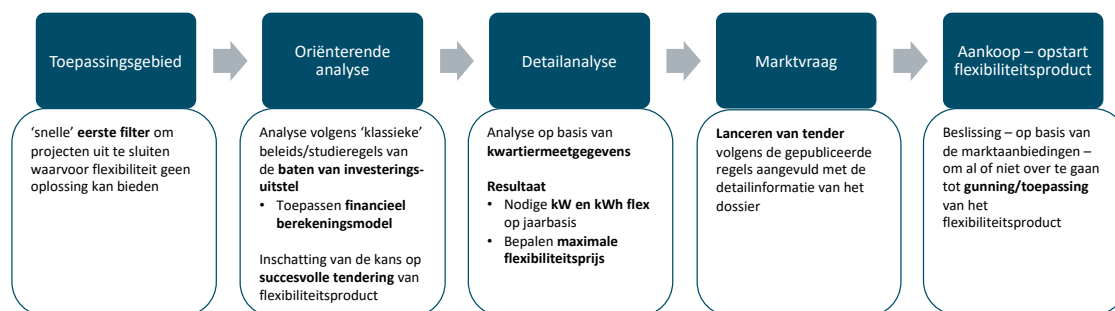 Toepassingsgebied
‘snelle’ eerste filter om
projecten uit te sluiten
waarvoor flexibiliteit geen
oplossing kan bieden
Oriënterende
analyse
Analyse volgens ‘klassieke’
beleids/studieregels van
de baten van investerings-
uitstel
• Toepassen financieel
berekeningsmodel
Inschatting van de kans op
succesvolle tendering van
flexibiliteitsproduct
Detailanalyse
Analyse op basis van
kwartiermeetgegevens
Resultaat
• Nodige kW en kWh flex
op jaarbasis
• Bepalen maximale
flexibiliteitsprijs
Marktvraag
Lanceren van tender
volgens de gepubliceerde
regels aangevuld met de
detailinformatie van het
dossier
Aankoop – opstart
flexibiliteitsproduct
Beslissing – op basis van
de marktaanbiedingen –
om al of niet over te gaan
tot gunning/toepassing
van het
flexibiliteitsproduct